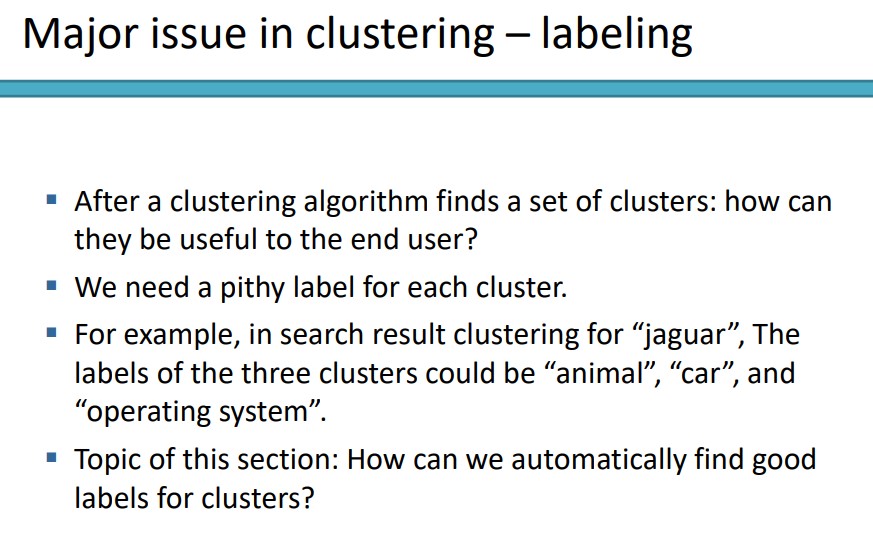 Major issue in clustering – labeling
▪ After a clustering algorithm finds a set of clusters: how can
they be useful to the end user?
▪ We need a pithy label for each cluster.
▪ For example, in search result clustering for “jaguar”, The
labels of the three clusters could be “animal”, “car”, and
“operating system”.
▪ Topic of this section: How can we automatically find good
labels for clusters?